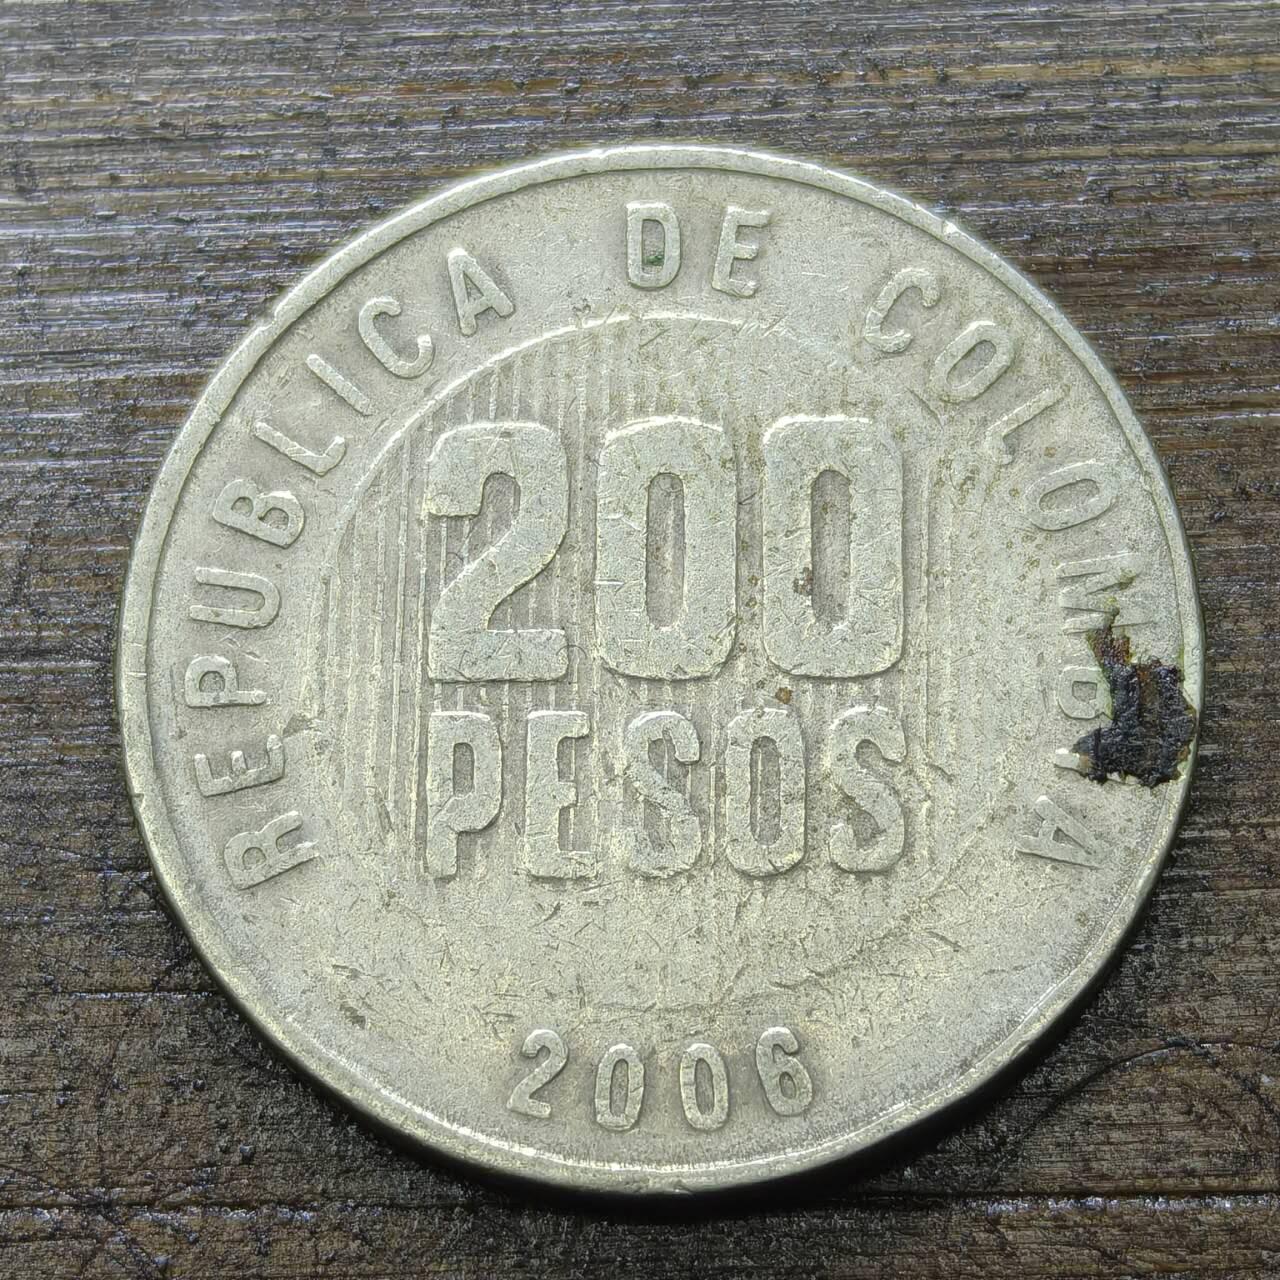 REPUBLICA DE COLOMBIA
200
PESOS
2006